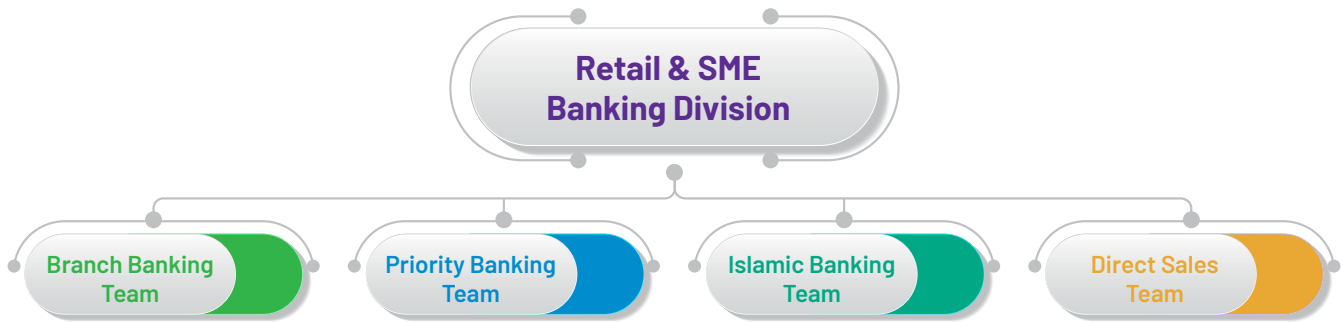 Retail & SME
Banking Division
Branch Banking
Team
Priority Banking
Team
Islamic Banking
Team
Direct Sales
Team